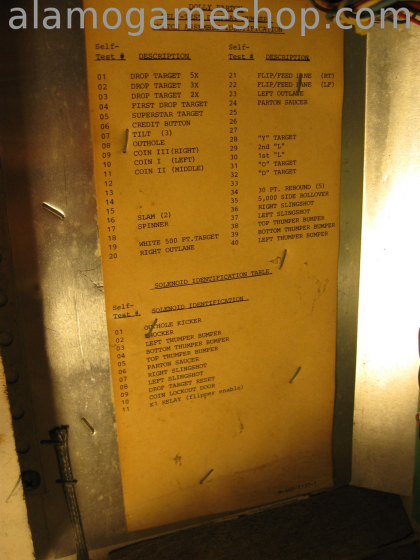 alamogameshop.com
DOLLY PARTON
Self-
Test # DESCRIPTION
01 DROP TARGET 5X
02 DROP TARGET 3X
03 DROP TARGET 2X
04 FIRST DROP TARGET
05 SUPERSTAR TARGET
06 CREDIT BUTTON
07 TILT (3)
08 OUTHOLE
09 COIN III(RIGHT)
10 COIN I (LEFT)
11 COIN II (MIDDLE)
12
13
14
15
16 SLAM (2)
17 SPINNER
18
19 WHITE 500 PT.TARGET
20 RIGHT OUTLANE
Self-
Test # DESCRIPTION
21 FLIP/FEED LANE (RT)
22 FLIP/FEED LANE (LF)
23 LEFT OUTLANE
24 PARTON SAUCER
25
26
27
28 "Y" TARGET
29 2nd "L"
30 1st "L"
31 "O" TARGET
32 "D" TARGET
33
34 30 PT. REBOUND (5)
35 5,000 SIDE ROLLOVER
36 RIGHT SLINGSHOT
37 LEFT SLINGSHOT
38 TOP THUMPER BUMPER
39 BOTTOM THUMPER BUMPER
40 LEFT THUMPER BUMPER
SOLENOID IDENTIFICATION TABLE
Self-
Test #. SOLENOID IDENTIFICATION
01 OUTHOLE KICKER
02 KNOCKER
03 LEFT THUMPER BUMPER
04 BOTTOM THUMPER BUMPER
05 TOP THUMPER BUMPER
06 PARTON SAUCER
07 RIGHT SLINGSHOT
08 LEFT SLINGSHOT
09 DROP TARGET RESET
10 COIN LOCKOUT DOOR
11 K1 RELAY (flipper enable)